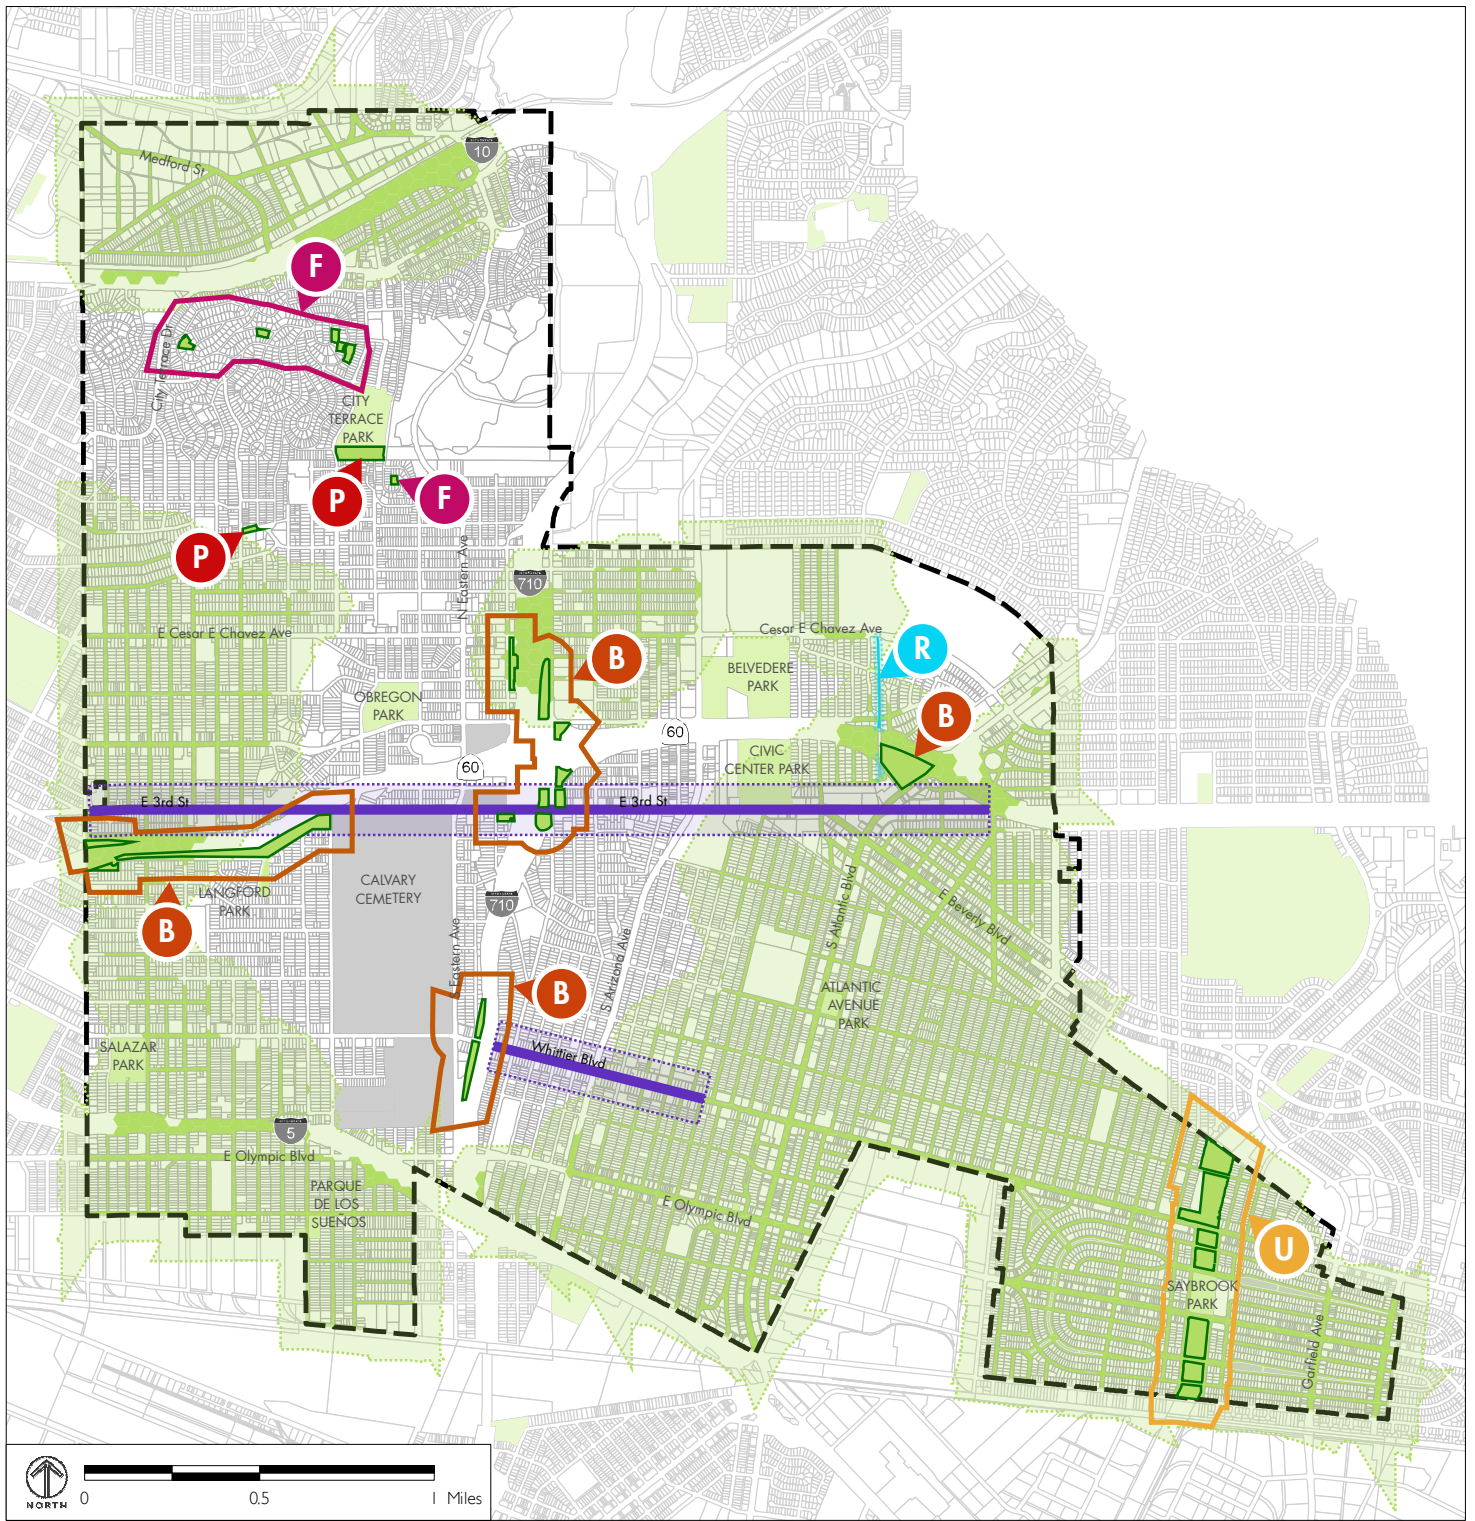 10
Medford St
F
City Terrace Dr
CITY
TERRACE
PARK
P
F
P
N Eastern Ave
710
E Cesar E Chavez Ave
Cesar E Chavez Ave
R
B
BELVEDERE
PARK
OBREGON
PARK
B
60
CIVIC
CENTER PARK
60
E 3rd St
E 3rd St
CALVARY
CEMETERY
LANGFORD
PARK
710
B
S Atlantic Blvd
E Beverly Blvd
S Eastern Ave
S Arizona Ave
B
ATLANTIC
AVENUE
PARK
SALAZAR
PARK
Whittier Blvd
5
E Olympic Blvd
PARQUE
DE LOS
SUEÑOS
E Olympic Blvd
U
SAYBROOK
PARK
Garfield Ave
NORTH
0 0.5 1 Miles